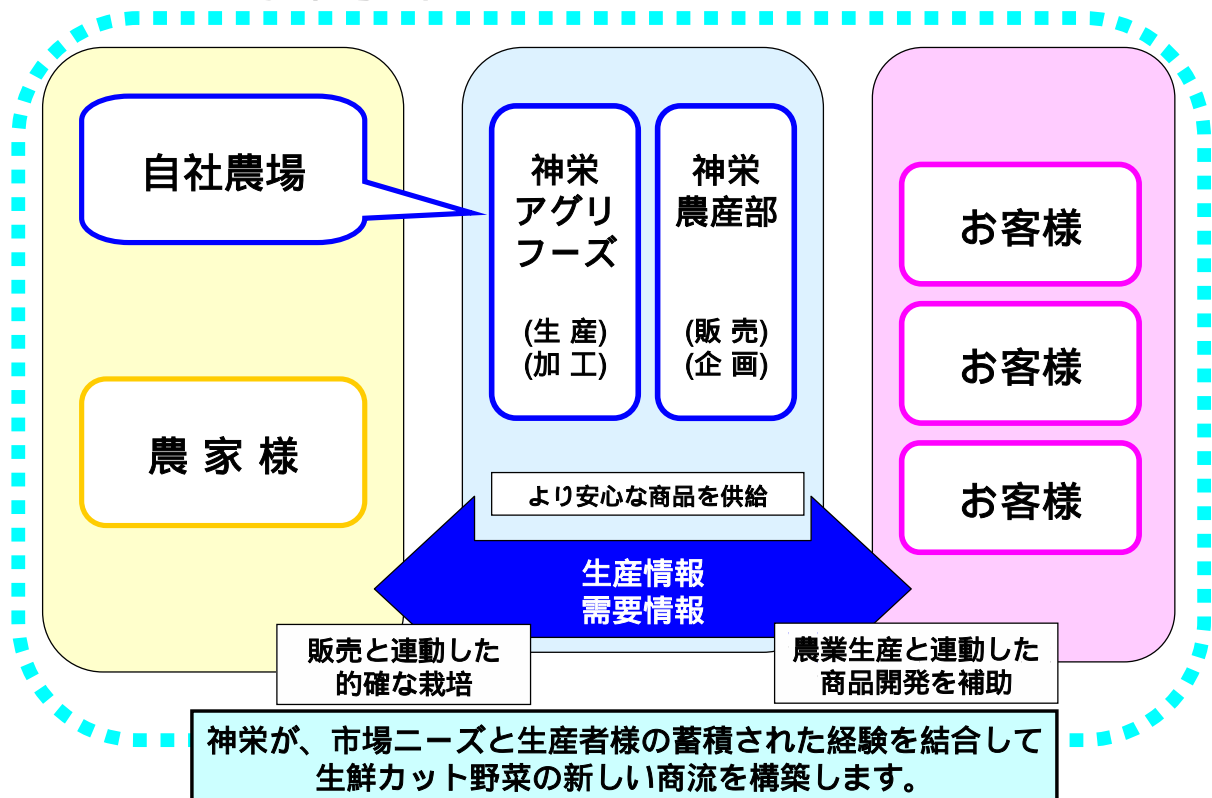 自社農場
農 家 様
神栄
アグリ
フーズ
(生 産)
(加 工)
神栄
農産部
(販 売)
(企 画)
お客様
お客様
お客様
より安心な商品を供給
生産情報
需要情報
販売と連動した
的確な栽培
農業生産と連動した
商品開発を補助
神栄が、市場ニーズと生産者様の蓄積された経験を結合して
生鮮カット野菜の新しい商流を構築します。